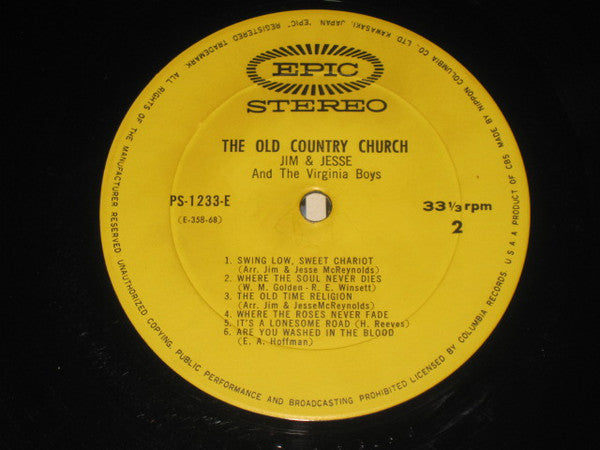 EPIC
STEREO
THE OLD COUNTRY CHURCH
JIM & JESSE
And The Virginia Boys
PS-1233-E
(E-358-68)
33 1/3 rpm
2
1. SWING LOW, SWEET CHARIOT
(Arr. Jim & Jesse McReynolds)
2. WHERE THE SOUL NEVER DIES
(W. M. Golden - R. E. Winsett)
3. THE OLD TIME RELIGION
(Arr. Jim & JesseMcReynolds)
4. WHERE THE ROSES NEVER FADE
5. IT'S A LONESOME ROAD (H. Reeves)
6. ARE YOU WASHED IN THE BLOOD
(E. A. Hoffman)
MADE BY NIPPON COLUMBIA CO., LTD. KAWASAKI, JAPAN "EPIC" REGISTERED TRADEMARK. ALL RIGHTS OF THE MANUFACTURER RESERVED UNAUTHORIZED COPYING, PUBLIC PERFORMANCE AND BROADCASTING PROHIBITED LICENSED BY COLUMBIA RECORDS, U.S.A. A PRODUCT OF CBS